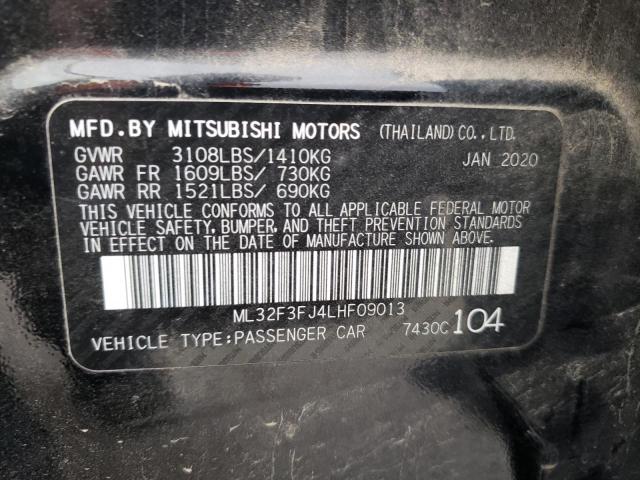 MFD.BY MITSUBISHI MOTORS (THAILAND)CO.,LTD.
GVWR 3108LBS/1410KG JAN 2020
GAWR FR 1609LBS/ 730KG
GAWR RR 1521LBS/ 690KG
THIS VEHICLE CONFORMS TO ALL APPLICABLE FEDERAL MOTOR
VEHICLE SAFETY, BUMPER, AND THEFT PREVENTION STANDARDS
IN EFFECT ON THE DATE OF MANUFACTURE SHOWN ABOVE.
ML32F3FJ4LHF09013
VEHICLE TYPE:PASSENGER CAR 7430C 104